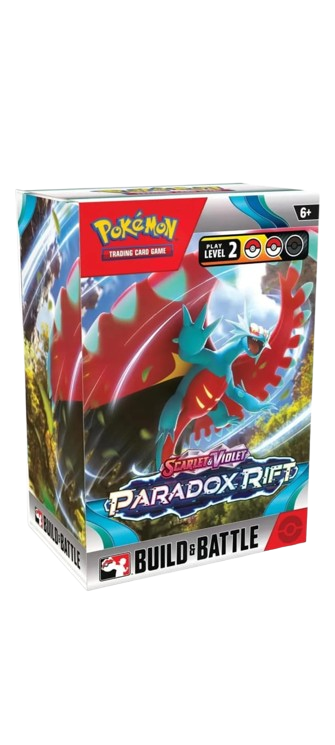 POKéMON
TRADING CARD GAME
6+
PLAY
LEVEL 2
SCARLET & VIOLET
PARADOX RIFT
BUILD & BATTLE